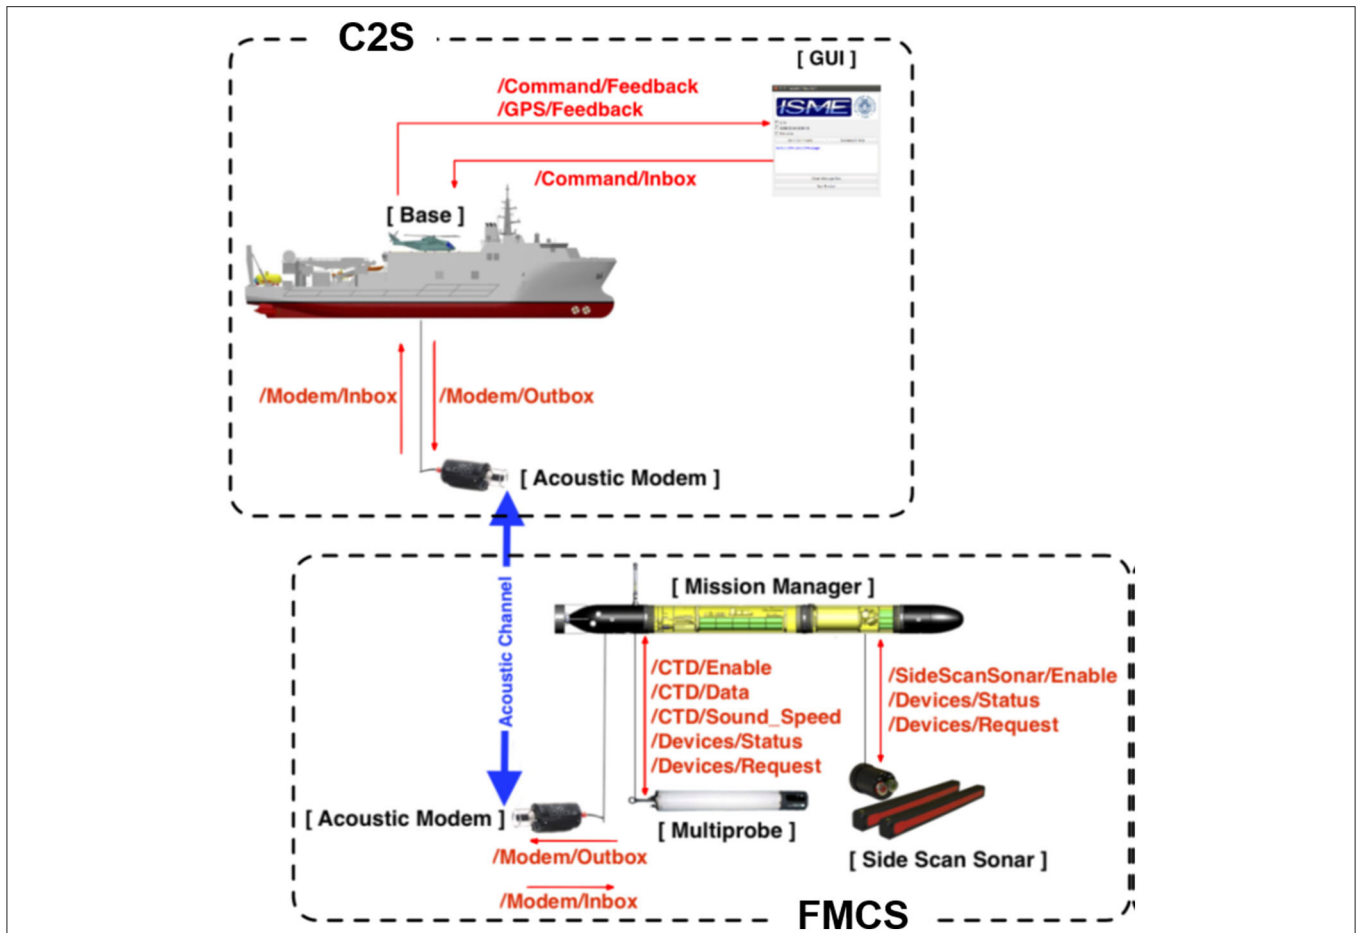 C2S
[ GUI ]
/Command/Feedback
/GPS/Feedback
ISME
/Command/Inbox
[ Base ]
/Modem/Inbox
/Modem/Outbox
[ Acoustic Modem ]
Acoustic Channel
[ Mission Manager ]
/CTD/Enable
/CTD/Data
/CTD/Sound_Speed
/Devices/Status
/Devices/Request
/SideScanSonar/Enable
/Devices/Status
/Devices/Request
[ Acoustic Modem ]
[ Multiprobe ]
[ Side Scan Sonar ]
/Modem/Outbox
/Modem/Inbox
FMCS